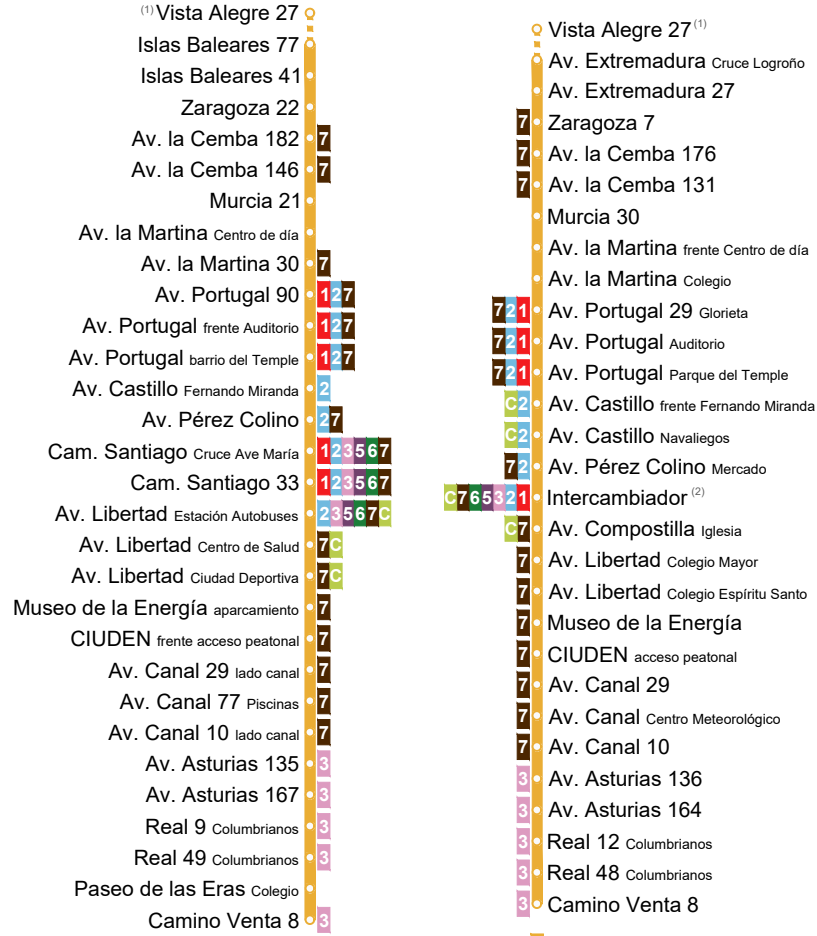 (1) Vista Alegre 27
Islas Baleares 77
Islas Baleares 41
Zaragoza 22
Av. la Cemba 182 7
Av. la Cemba 146 7
Murcia 21
Av. la Martina Centro de día
Av. la Martina 30 7
Av. Portugal 90 1 2 7
Av. Portugal frente Auditorio 1 2 7
Av. Portugal barrio del Temple 1 2 7
Av. Castillo Fernando Miranda 2
Av. Pérez Colino 2 7
Cam. Santiago Cruce Ave María 1 2 3 5 6 7
Cam. Santiago 33 1 2 3 5 6 7
Av. Libertad Estación Autobuses 2 3 5 6 7 C
Av. Libertad Centro de Salud 7 C
Av. Libertad Ciudad Deportiva 7 C
Museo de la Energía aparcamiento 7
CIUDEN frente acceso peatonal 7
Av. Canal 29 lado canal 7
Av. Canal 77 Piscinas 7
Av. Canal 10 lado canal 7
Av. Asturias 135 3
Av. Asturias 167 3
Real 9 Columbrianos 3
Real 49 Columbrianos 3
Paseo de las Eras Colegio
Camino Venta 8 3
Vista Alegre 27 (1)
Av. Extremadura Cruce Logroño
Av. Extremadura 27
7 Zaragoza 7
7 Av. la Cemba 176
7 Av. la Cemba 131
Murcia 30
Av. la Martina frente Centro de día
Av. la Martina Colegio
7 2 1 Av. Portugal 29 Glorieta
7 2 1 Av. Portugal Auditorio
7 2 1 Av. Portugal Parque del Temple
C 2 Av. Castillo frente Fernando Miranda
C 2 Av. Castillo Navaliegos
7 2 Av. Pérez Colino Mercado
C 7 6 5 3 2 1 Intercambiador (2)
C 7 Av. Compostilla Iglesia
7 Av. Libertad Colegio Mayor
7 Av. Libertad Colegio Espíritu Santo
7 Museo de la Energía
7 CIUDEN acceso peatonal
7 Av. Canal 29
7 Av. Canal Centro Meteorológico
7 Av. Canal 10
3 Av. Asturias 136
3 Av. Asturias 164
3 Real 12 Columbrianos
3 Real 48 Columbrianos
3 Camino Venta 8